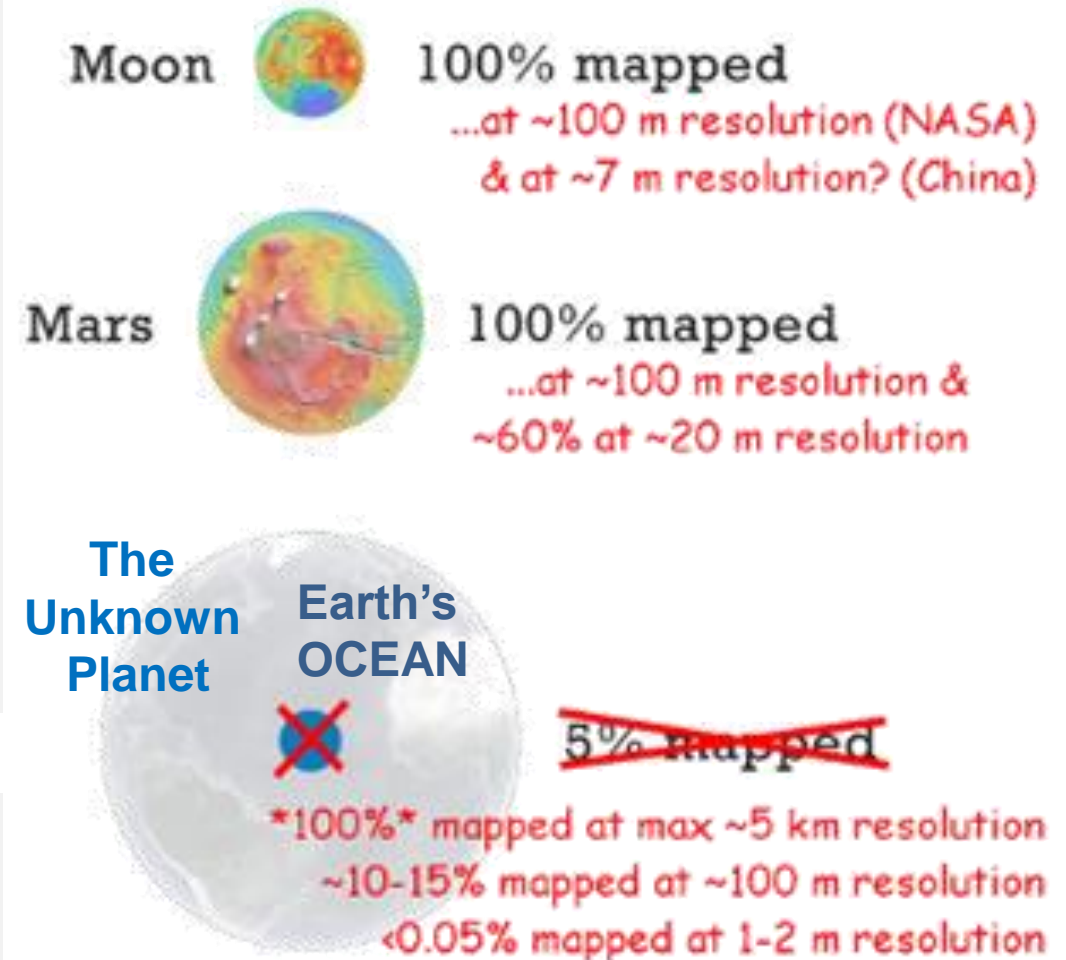 Moon 100% mapped
...at ~100 m resolution (NASA)
& at ~7 m resolution? (China)
Mars 100% mapped
...at ~100 m resolution &
~60% at ~20 m resolution
The
Unknown
Planet
Earth's
OCEAN
5% mapped
*100%* mapped at max ~5 km resolution
~10-15% mapped at ~100 m resolution
<0.05% mapped at 1-2 m resolution